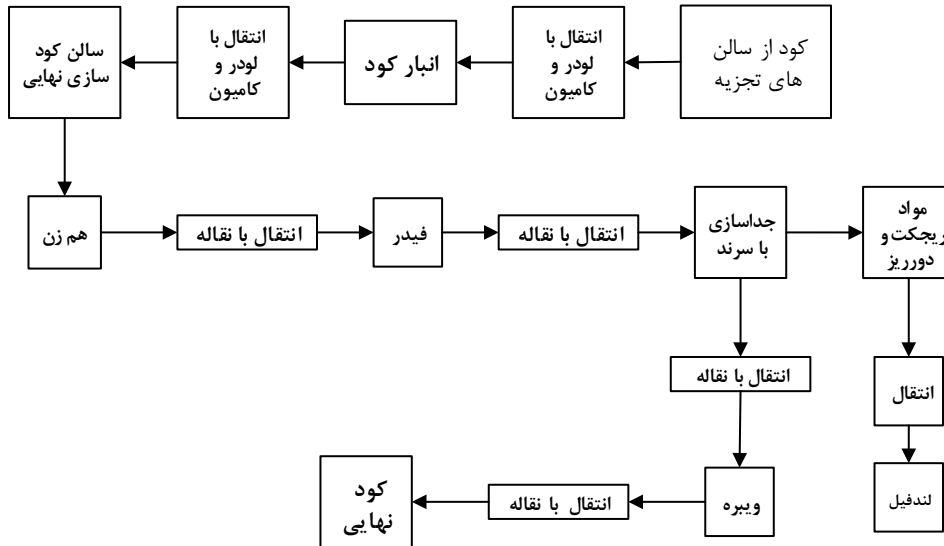 کود از سالن
های تجزیه
انتقال با
لودر و
کامیون
انبار کود
انتقال با
لودر و
کامیون
سالن کود
سازی نهایی
هم زن
انتقال با نقاله
فیدر
انتقال با نقاله
جداسازی
با سرند
مواد
ریجکت و
دورریز
انتقال با نقاله
انتقال
لندفیل
ویبره
انتقال با نقاله
کود
نهایی